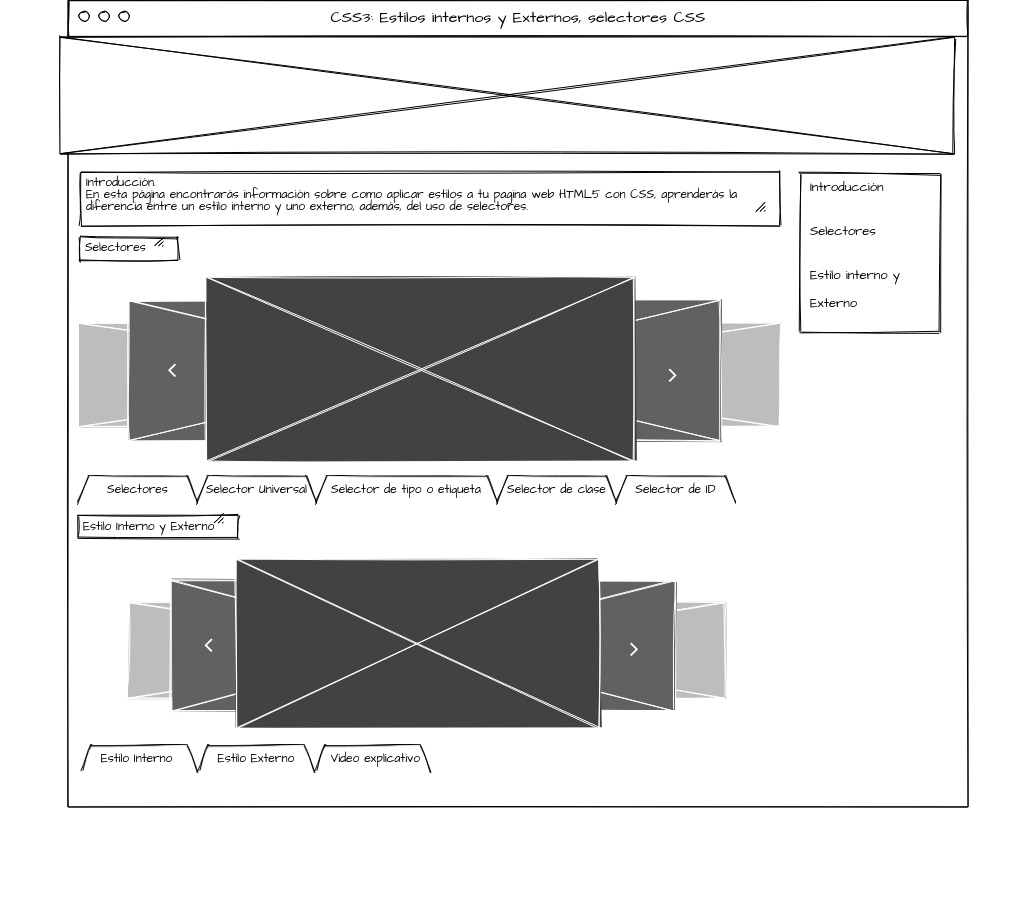 CSS3: Estilos internos y Externos, selectores CSS
Introducción.
En esta página encontrarás información sobre como aplicar estilos a tu pagina web HTML5 con CSS, aprenderás la
diferencia entre un estilo interno y uno externo, además, del uso de selectores.
Introducción
Selectores
Estilo interno y
Externo
Selectores
Selectores
Selector Universal
Selector de tipo o etiqueta
Selector de clase
Selector de ID
Estilo Interno y Externo
Estilo Interno
Estilo Externo
Video explicativo